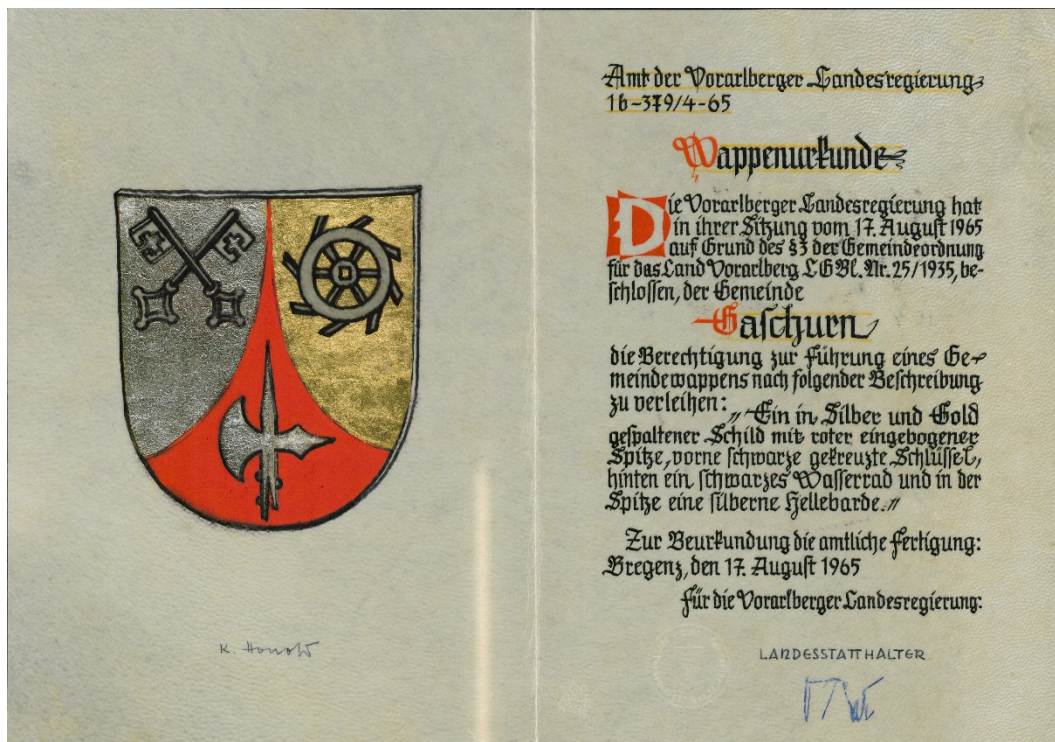 Amt der Vorarlberger Landesregierung
1b-379/4-65
Wappenurkunde
Die Vorarlberger Landesregierung hat
in ihrer Sitzung vom 17. August 1965
auf Grund des §3 der Gemeindeordnung
für das Land Vorarlberg, LGBl. Nr. 25/1935, be-
schlossen, der Gemeinde
Gaschurn
die Berechtigung zur Führung eines Ge-
meindewappens nach folgender Beschreibung
zu verleihen: „Ein in Silber und Gold
gespaltener Schild mit roter eingebogener
Spitze, vorne schwarze gekreuzte Schlüssel,
hinten ein schwarzes Wasserrad und in der
Spitze eine silberne Hellebarde."
Zur Beurkundung die amtliche Fertigung:
Bregenz, den 17. August 1965
Für die Vorarlberger Landesregierung:
K. Honold
LANDESSTATTHALTER